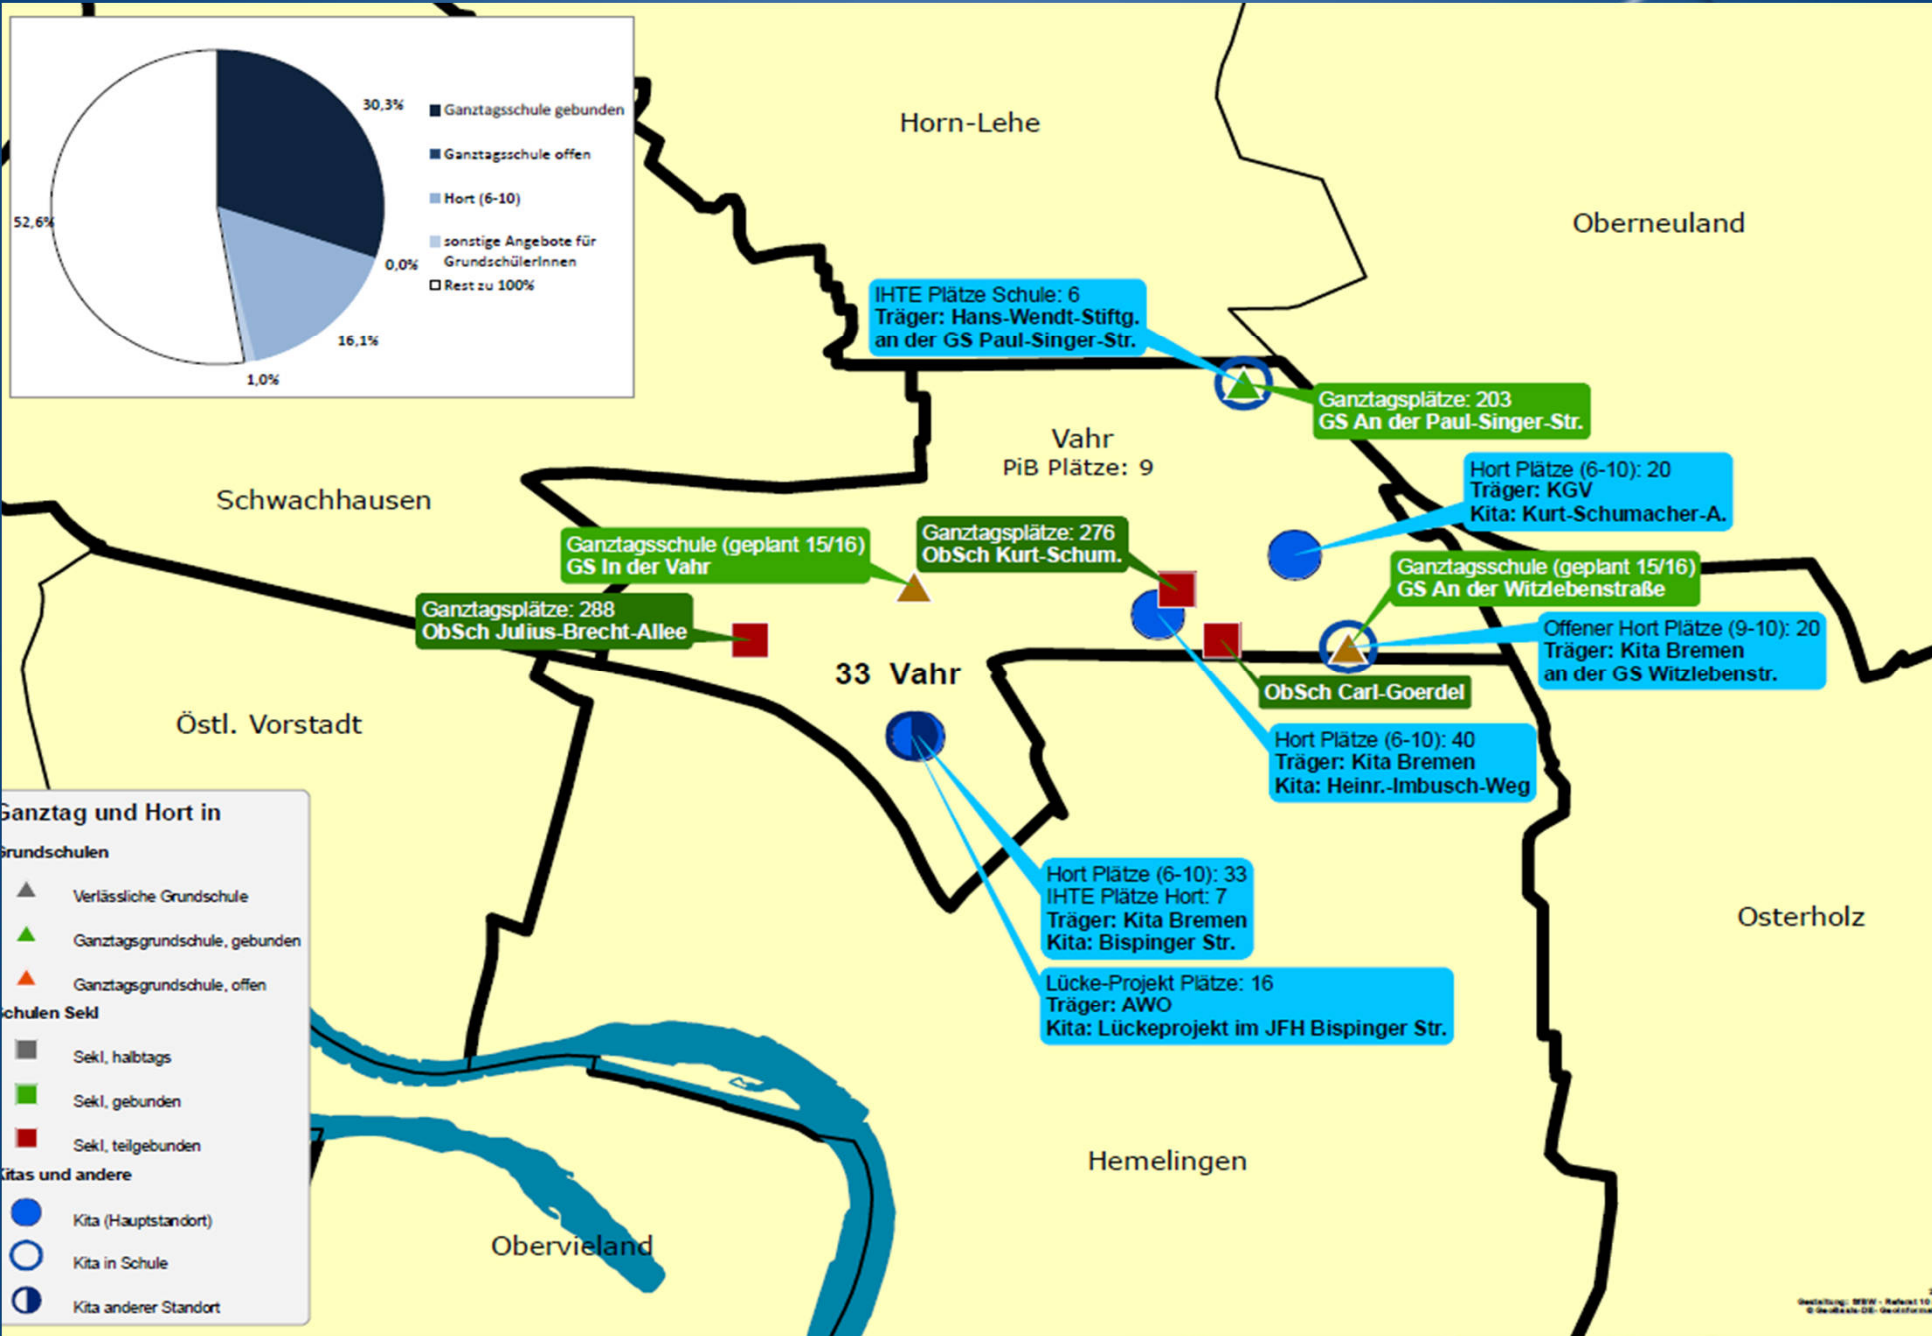 30,3%
0,0%
16,1%
1,0%
52,6%
Ganztagsschule gebunden
Ganztagsschule offen
Hort (6-10)
sonstige Angebote für
GrundschülerInnen
Rest zu 100%
Horn-Lehe
Oberneuland
IHTE Plätze Schule: 6
Träger: Hans-Wendt-Stiftg.
an der GS Paul-Singer-Str.
Ganztagsplätze: 203
GS An der Paul-Singer-Str.
Vahr
PiB Plätze: 9
Hort Plätze (6-10): 20
Träger: KGV
Kita: Kurt-Schumacher-A.
Schwachhausen
Ganztagsschule (geplant 15/16)
GS In der Vahr
Ganztagsplätze: 276
ObSch Kurt-Schum.
Ganztagsschule (geplant 15/16)
GS An der Witzlebenstraße
Ganztagsplätze: 288
ObSch Julius-Brecht-Allee
Offener Hort Plätze (9-10): 20
Träger: Kita Bremen
an der GS Witzlebenstr.
33 Vahr
ObSch Carl-Goerdel
Östl. Vorstadt
Hort Plätze (6-10): 40
Träger: Kita Bremen
Kita: Heinr.-Imbusch-Weg
Hort Plätze (6-10): 33
IHTE Plätze Hort: 7
Träger: Kita Bremen
Kita: Bispinger Str.
Osterholz
Lücke-Projekt Plätze: 16
Träger: AWO
Kita: Lückeprojekt im JFH Bispinger Str.
Hemelingen
Obervieland
Ganztag und Hort in
Grundschulen
Verlässliche Grundschule
Ganztagsgrundschule, gebunden
Ganztagsgrundschule, offen
Schulen SekI
SekI, halbtags
SekI, gebunden
SekI, teilgebunden
Kitas und andere
Kita (Hauptstandort)
Kita in Schule
Kita anderer Standort